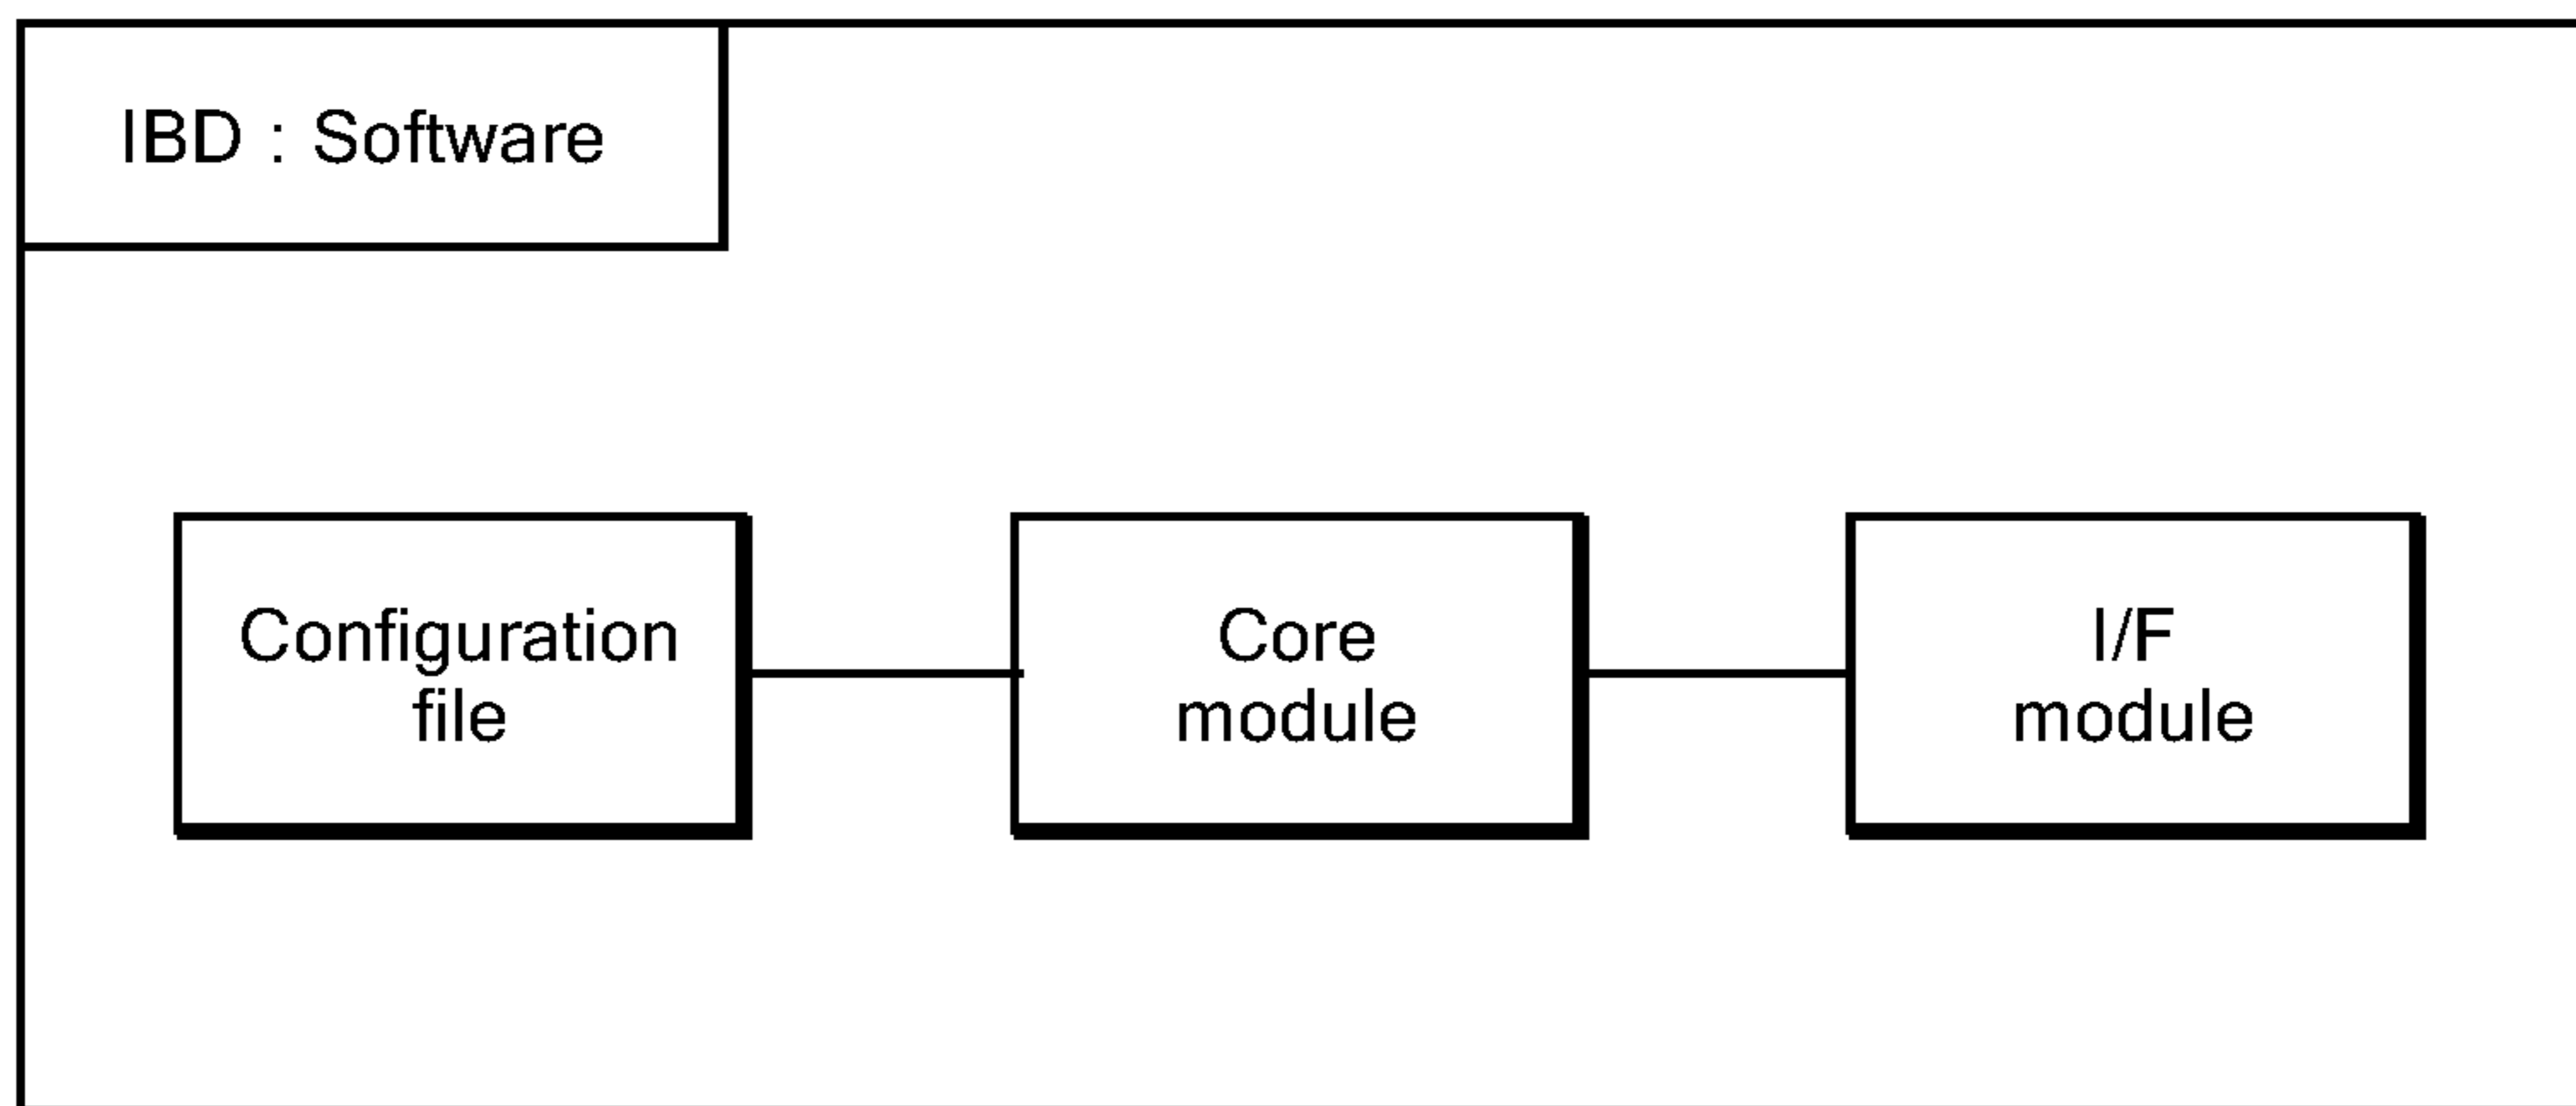 IBD : Software
Configuration
file
Core
module
I/F
module